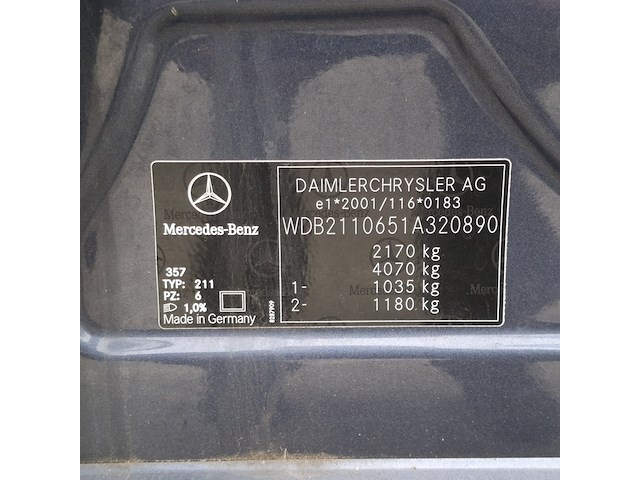 Mercedes-Benz
357
TYP: 211
PZ: 6
1,0%
Made in Germany
8187909
DAIMLERCHRYSLER AG
e1*2001/116*0183
WDB2110651A320890
2170 kg
4070 kg
1- 1035 kg
2- 1180 kg